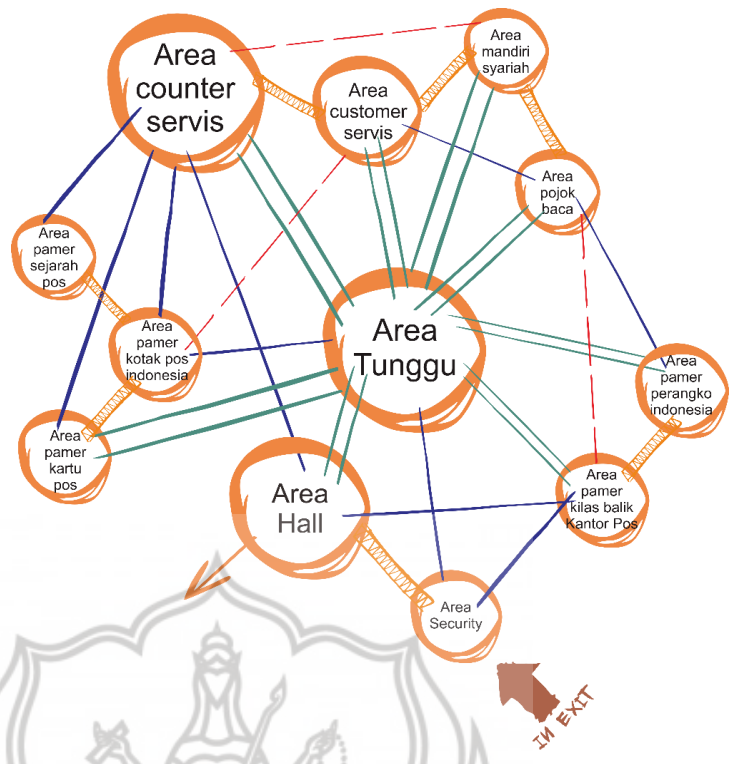 Area
counter
servis
Area
customer
servis
Area
mandiri
syariah
Area
pojok
baca
Area
pamer
sejarah
pos
Area
pamer
kotak pos
indonesia
Area
Tunggu
Area
pamer
perangko
indonesia
Area
pamer
kartu
pos
Area
Hall
Area
pamer
kilas balik
Kantor Pos
Area
Security
IN EXIT